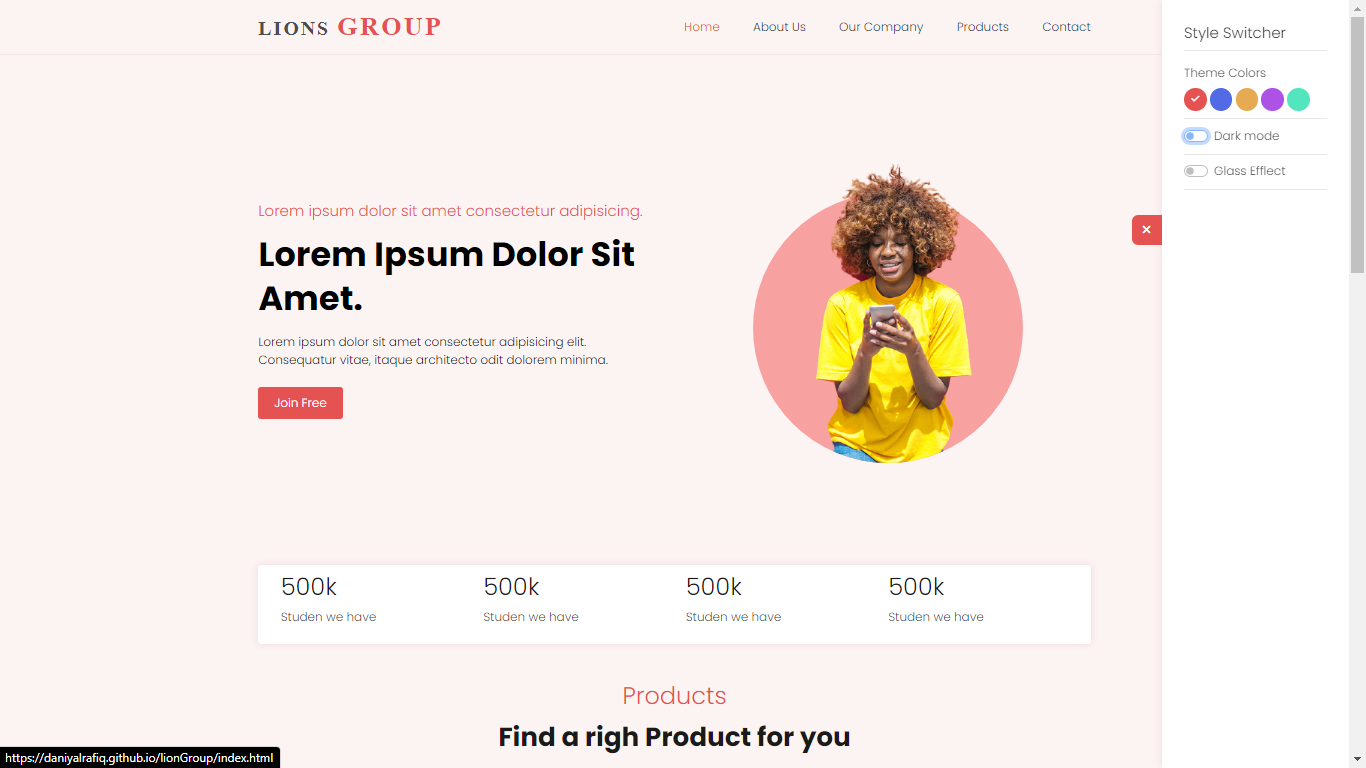 LIONS GROUP
Home About Us Our Company Products Contact
Style Switcher
Theme Colors
Dark mode
Glass Efflect
Lorem ipsum dolor sit amet consectetur adipisicing.
Lorem Ipsum Dolor Sit
Amet.
Lorem ipsum dolor sit amet consectetur adipisicing elit.
Consequatur vitae, itaque architecto odit dolorem minima.
Join Free
500k 500k 500k 500k
Studen we have Studen we have Studen we have Studen we have
Products
Find a righ Product for you
https://daniyalrafiq.github.io/lionGroup/index.html